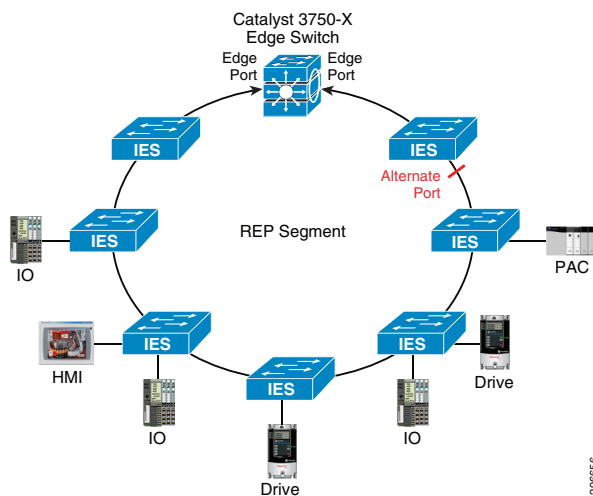 Catalyst 3750-X
Edge Switch
Edge
Port
Edge
Port
IES
IES
Alternate
Port
IES
REP Segment
IES
IO
PAC
IES
IES
HMI
Drive
IES
IO
IO
Drive